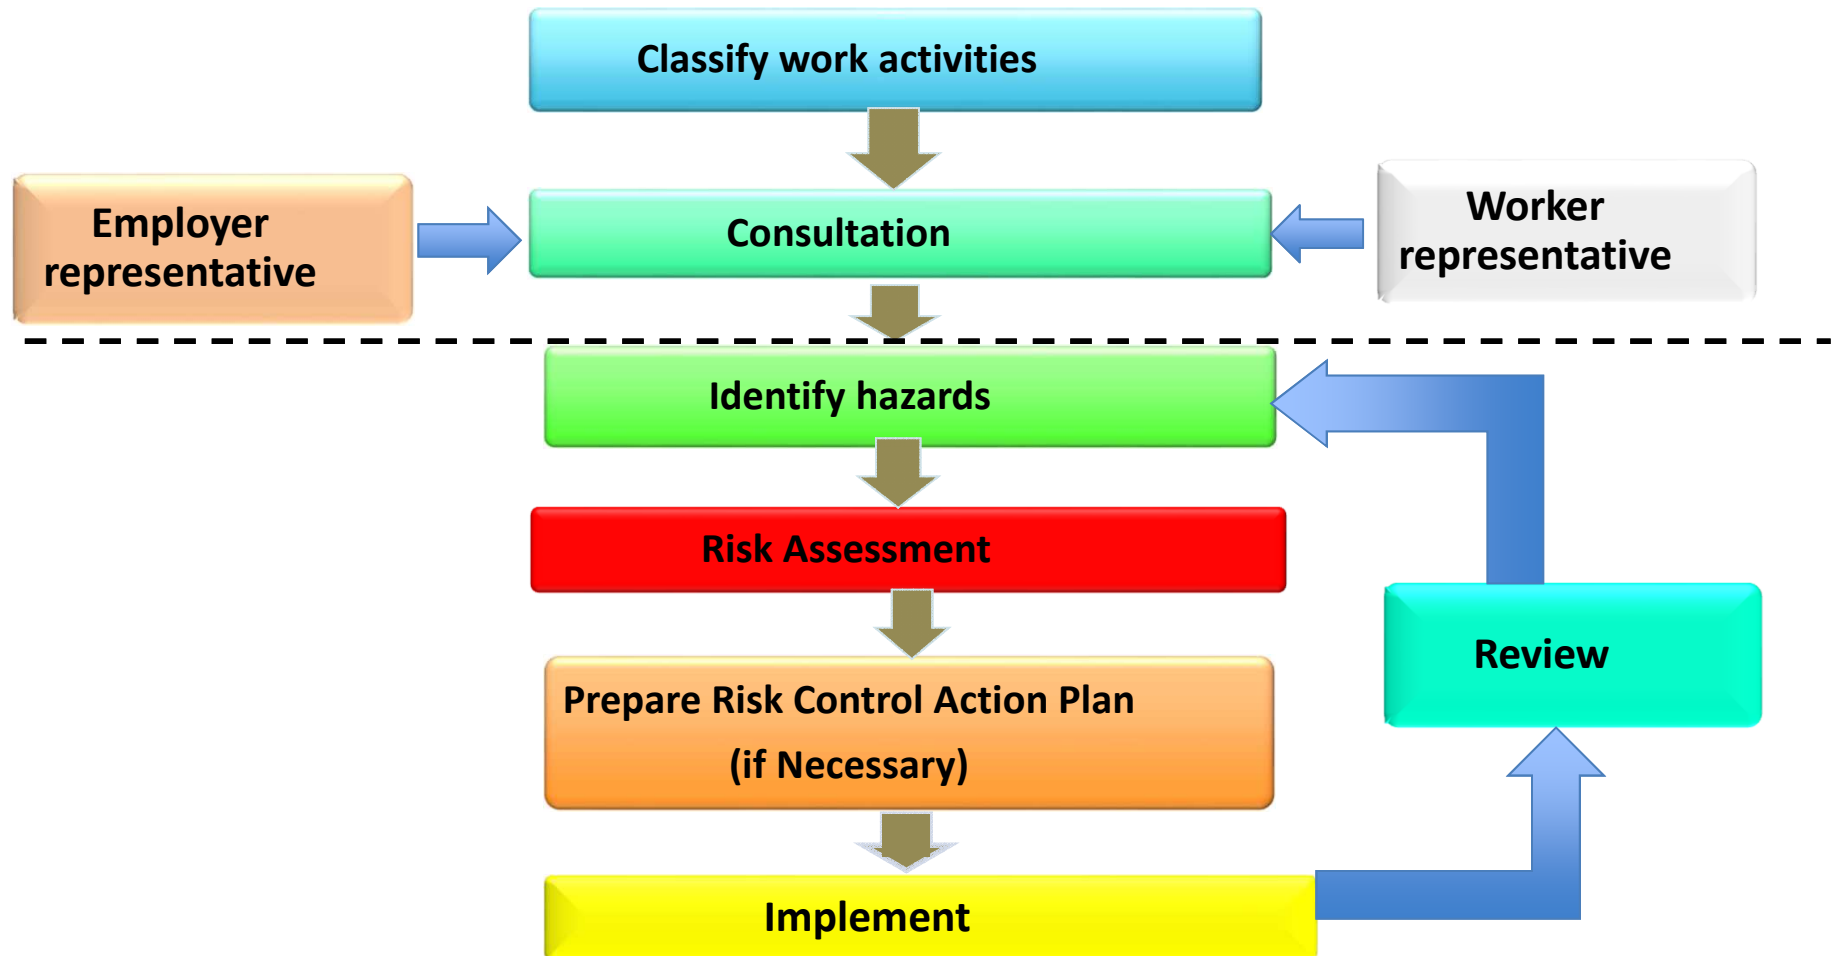 Classify work activities
Employer
representative
Consultation
Worker
representative
Identify hazards
Risk Assessment
Prepare Risk Control Action Plan
(if Necessary)
Review
Implement